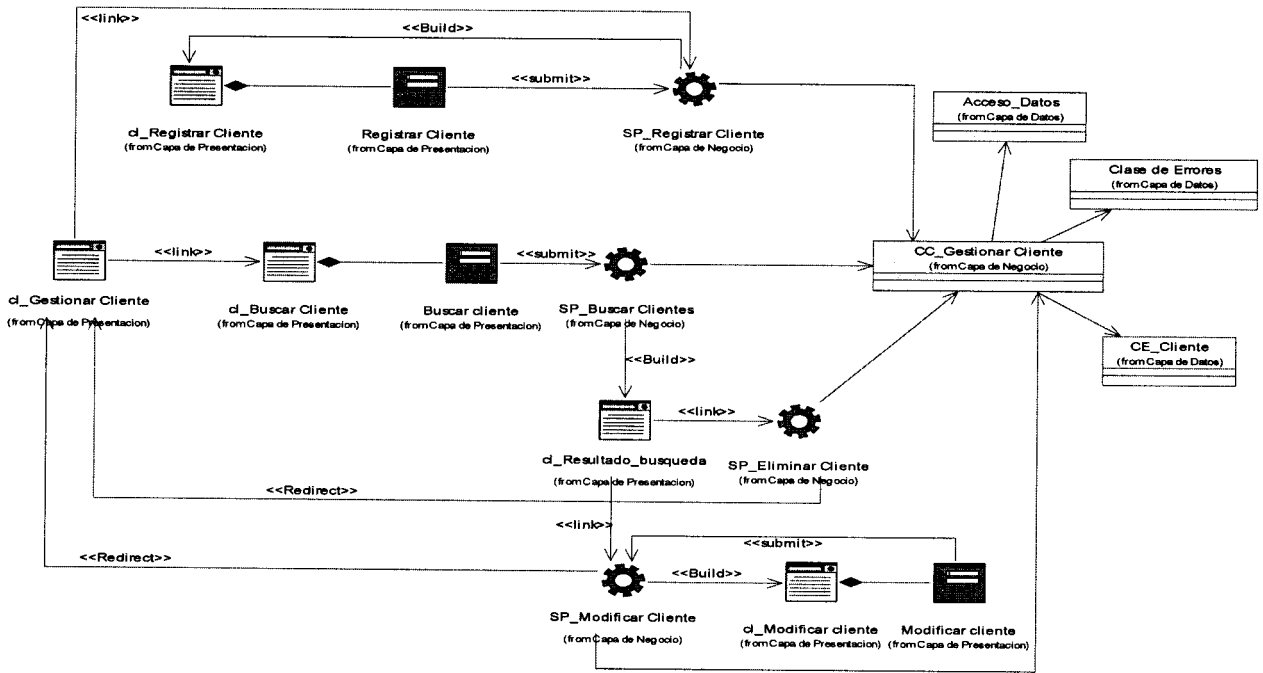 <<link>>
<<Build>>
<<submit>>
cl_Registrar Cliente
(from Capa de Presentacion)
Registrar Cliente
(from Capa de Presentacion)
SP_Registrar Cliente
(from Capa de Negocio)
Acceso_Datos
(from Capa de Datos)
Clase de Errores
(from Capa de Datos)
<<link>>
<<submit>>
CC_Gestionar Cliente
(from Capa de Negocio)
cl_Gestionar Cliente
(from Capa de Presentacion)
cl_Buscar Cliente
(from Capa de Presentacion)
Buscar cliente
(from Capa de Presentacion)
SP_Buscar Clientes
(from Capa de Negocio)
CE_Cliente
(from Capa de Datos)
<<Build>>
<<link>>
cl_Resultado_busqueda
(from Capa de Presentacion)
SP_Eliminar Cliente
(from Capa de Negocio)
<<Redirect>>
<<link>>
<<submit>>
<<Redirect>>
<<Build>>
SP_Modificar Cliente
(from Capa de Negocio)
cl_Modificar cliente
(from Capa de Presentacion)
Modificar cliente
(from Capa de Presentacion)